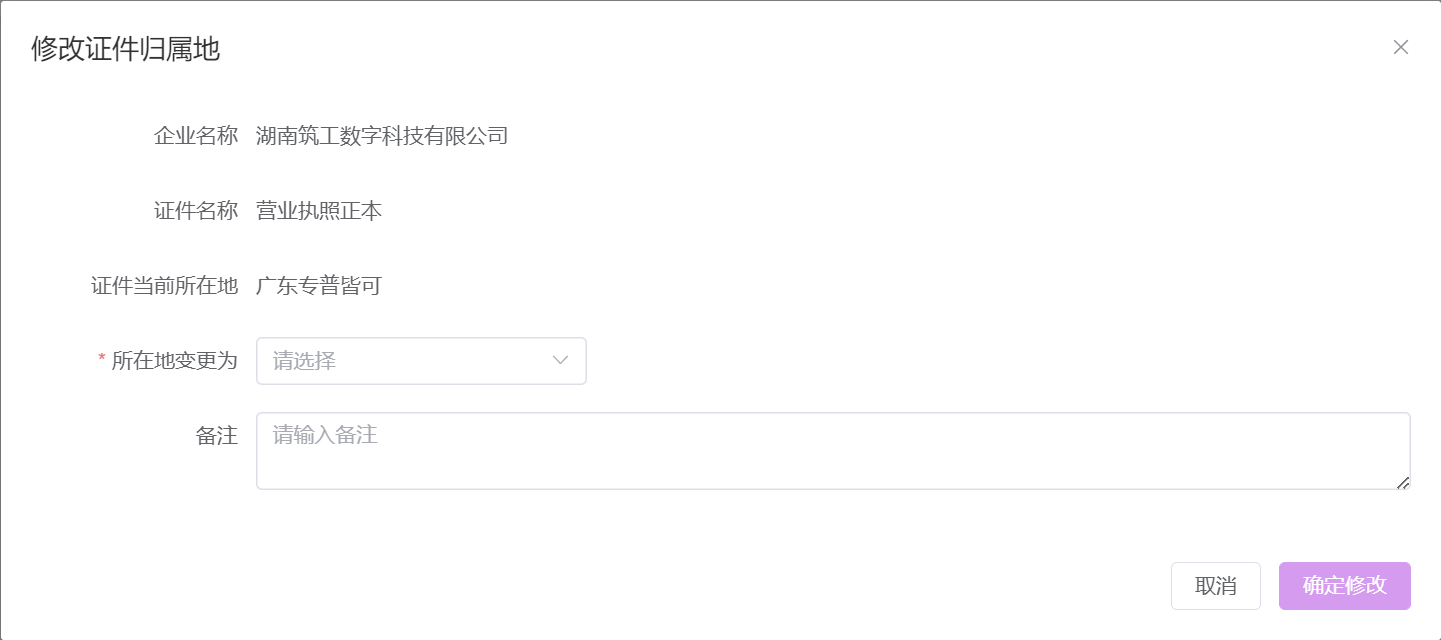 修改证件归属地
企业名称 湖南筑工数字科技有限公司
证件名称 营业执照正本
证件当前所在地 广东专普皆可
* 所在地变更为 请选择
备注 请输入备注
取消 确定修改